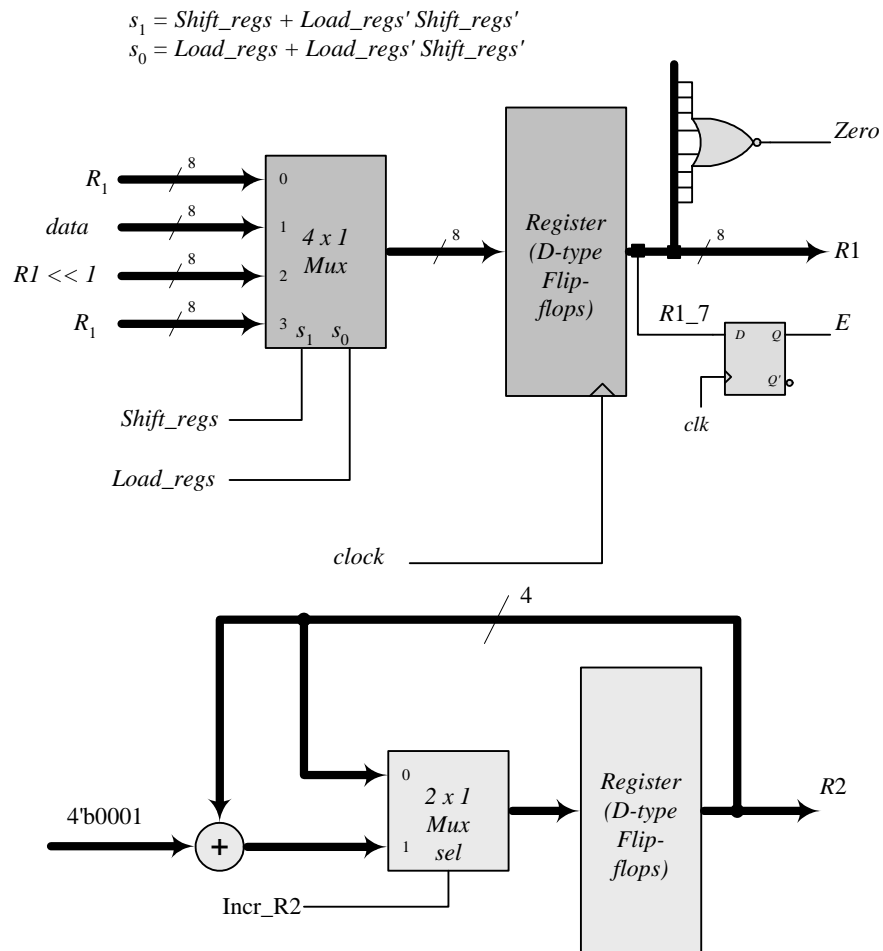 s1 = Shift_regs + Load_regs' Shift_regs'
s0 = Load_regs + Load_regs' Shift_regs'
Zero
R1
8
0
data
8
1
R1 << 1
8
2
R1
8
3
4 x 1
Mux
s1 s0
8
Register
(D-type
Flip-
flops)
8
R1
R1_7
E
D Q
Q'
clk
Shift_regs
Load_regs
clock
4
4'b0001
+
0
1
2 x 1
Mux
sel
Incr_R2
Register
(D-type
Flip-
flops)
R2